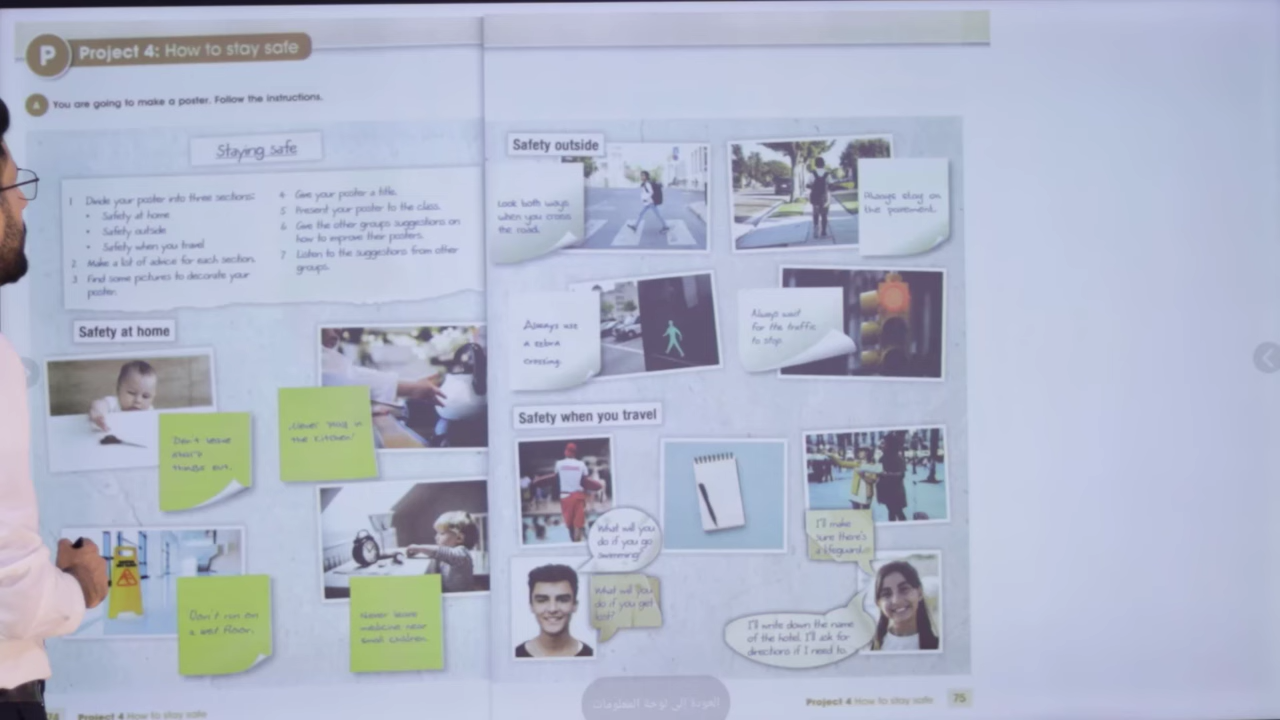 P
Project 4: How to stay safe
You are going to make a poster. Follow the instructions.
Staying safe
1 Divide your poster into three sections:
• Safety at home
• Safety outside
• Safety when you travel
2 Make a list of advice for each section.
3 Find some pictures to decorate your
poster.
4 Give your poster a title.
5 Present your poster to the class.
6 Give the other groups suggestions on
how to improve their posters.
7 Listen to the suggestions from other
groups.
Safety at home
Don't leave
things out.
in
the kitchen!
Don't run on
a wet floor.
Never leave
medicine near
small children.
Safety outside
Look both ways
when you cross
the road.
Always stay on
the pavement.
Always use
a zebra
crossing.
Always wait
for the traffic
to stop.
Safety when you travel
What will you
do if you go
swimming?
I'll make
sure there's
a lifeguard.
What will you
do if you get
lost?
I'll write down the name
of the hotel. I'll ask for
directions if I need to.
Project 4 How to stay safe
Project 4 How to stay safe 75
العودة إلى لوحة المعلومات